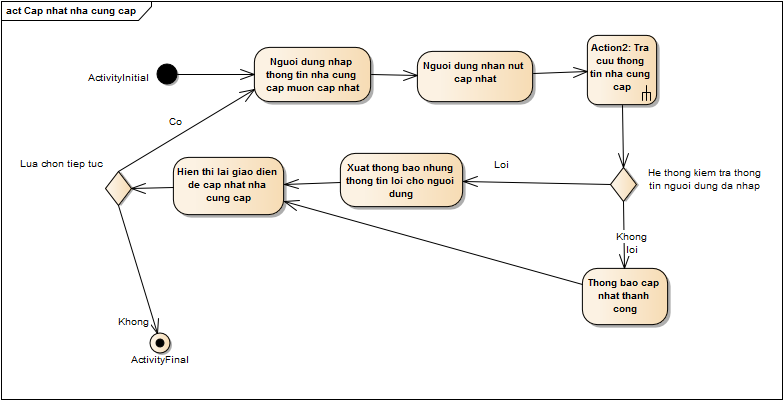 act Cap nhat nha cung cap
ActivityInitial
Nguoi dung nhap
thong tin nha cung
cap muon cap nhat
Nguoi dung nhan nut
cap nhat
Action2: Tra
cuu thong
tin nha cung
cap
Co
Lua chon tiep tuc
Hien thi lai giao dien
de cap nhat nha
cung cap
Xuat thong bao nhung
thong tin loi cho nguoi
dung
Loi
He thong kiem tra thong
tin nguoi dung da nhap
Khong
loi
Thong bao cap
nhat thanh
cong
Khong
ActivityFinal